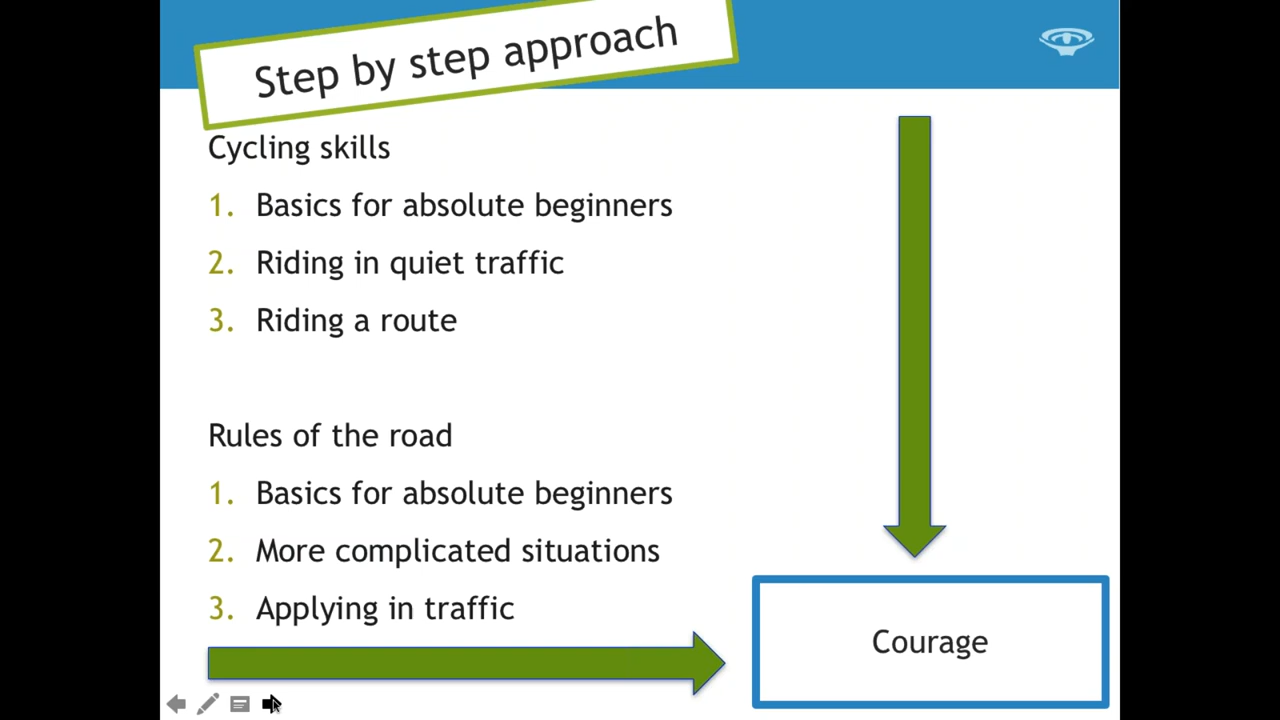 Step by step approach
Cycling skills
1. Basics for absolute beginners
2. Riding in quiet traffic
3. Riding a route
Rules of the road
1. Basics for absolute beginners
2. More complicated situations
3. Applying in traffic
Courage